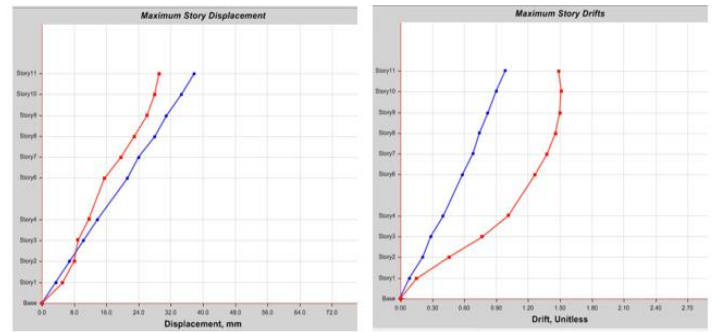 Maximum Story Displacement
Story11
Story10
Story9
Story8
Story7
Story6
Story4
Story3
Story2
Story1
Base
0.0 8.0 16.0 24.0 32.0 40.0 48.0 56.0 64.0 72.0
Displacement, mm
Maximum Story Drifts
Story11
Story10
Story9
Story8
Story7
Story6
Story4
Story3
Story2
Story1
Base
0.00 0.30 0.60 0.90 1.20 1.50 1.80 2.10 2.40 2.70
Drift, Unitless